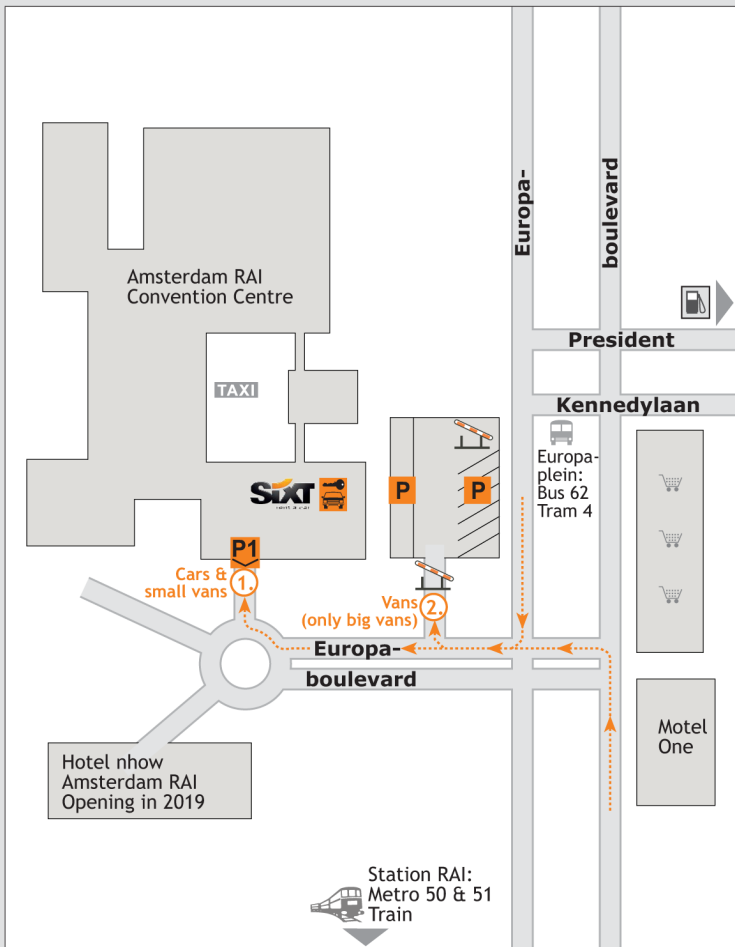 Europa-
boulevard
Amsterdam RAI
Convention Centre
President
TAXI
Kennedylaan
Europa-
plein:
Bus 62
Tram 4
SIXT
rent a car
P
P
P1
Cars &
small vans
1.
Vans
(only big vans)
2.
Europa-
boulevard
Motel
One
Hotel nhow
Amsterdam RAI
Opening in 2019
Station RAI:
Metro 50 & 51
Train